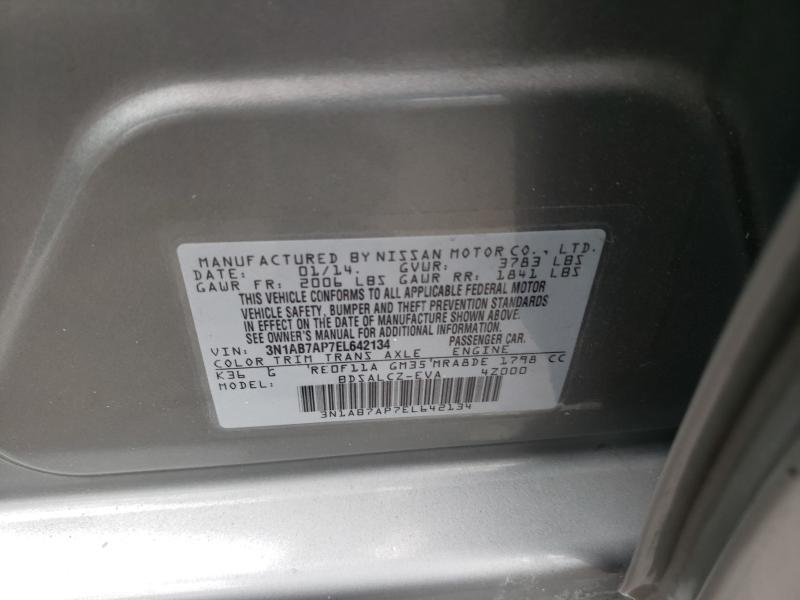 MANUFACTURED BY NISSAN MOTOR CO., LTD.
DATE: 01/14. GVWR: 3783 LBS
GAWR FR: 2006 LBS GAWR RR: 1841 LBS
THIS VEHICLE CONFORMS TO ALL APPLICABLE FEDERAL MOTOR
VEHICLE SAFETY, BUMPER AND THEFT PREVENTION STANDARDS
IN EFFECT ON THE DATE OF MANUFACTURE SHOWN ABOVE.
SEE OWNER'S MANUAL FOR ADDITIONAL INFORMATION.
VIN: 3N1AB7AP7EL642134 PASSENGER CAR.
COLOR TRIM TRANS AXLE ENGINE
K36 G RE0F11A GM35 MRA8DE 1798 CC
MODEL: BDSALCZ-EVA 4Z000
3N1AB7AP7EL642134